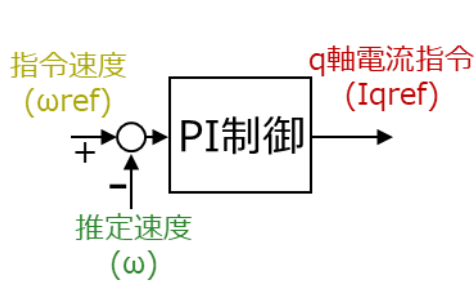 指令速度
(ωref)
q軸電流指令
(Iqref)
PI制御
+
-
推定速度
(ω)